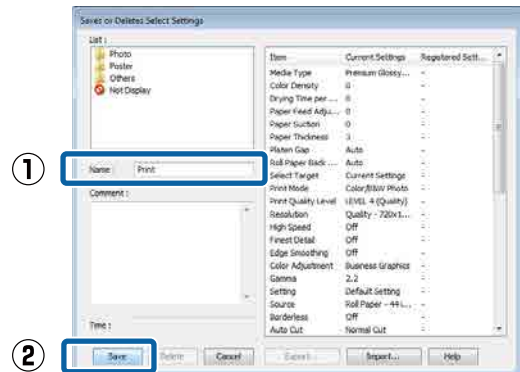 Saves or Deletes Select Settings
List :
Photo
Poster
Others
Not Display
① Name : Print
Comment :
Time :
② Save Delete Cancel Export... Import... Help
Item Current Settings Registered Sett...
Media Type Premium Glossy... -
Color Density 0 -
Drying Time per ... 0 -
Paper Feed Adju... 0 -
Paper Suction 0 -
Paper Thickness 3 -
Platen Gap Auto -
Roll Paper Back ... Auto -
Select Target Current Settings -
Print Mode Color/B&W Photo -
Print Quality Level LEVEL 4 (Quality) -
Resolution Quality - 720x1... -
High Speed Off -
Finest Detail Off -
Edge Smoothing Off -
Color Adjustment Business Graphics -
Gamma 2.2 -
Setting Default Setting -
Source Roll Paper - 44 i... -
Borderless Off -
Auto Cut Normal Cut -